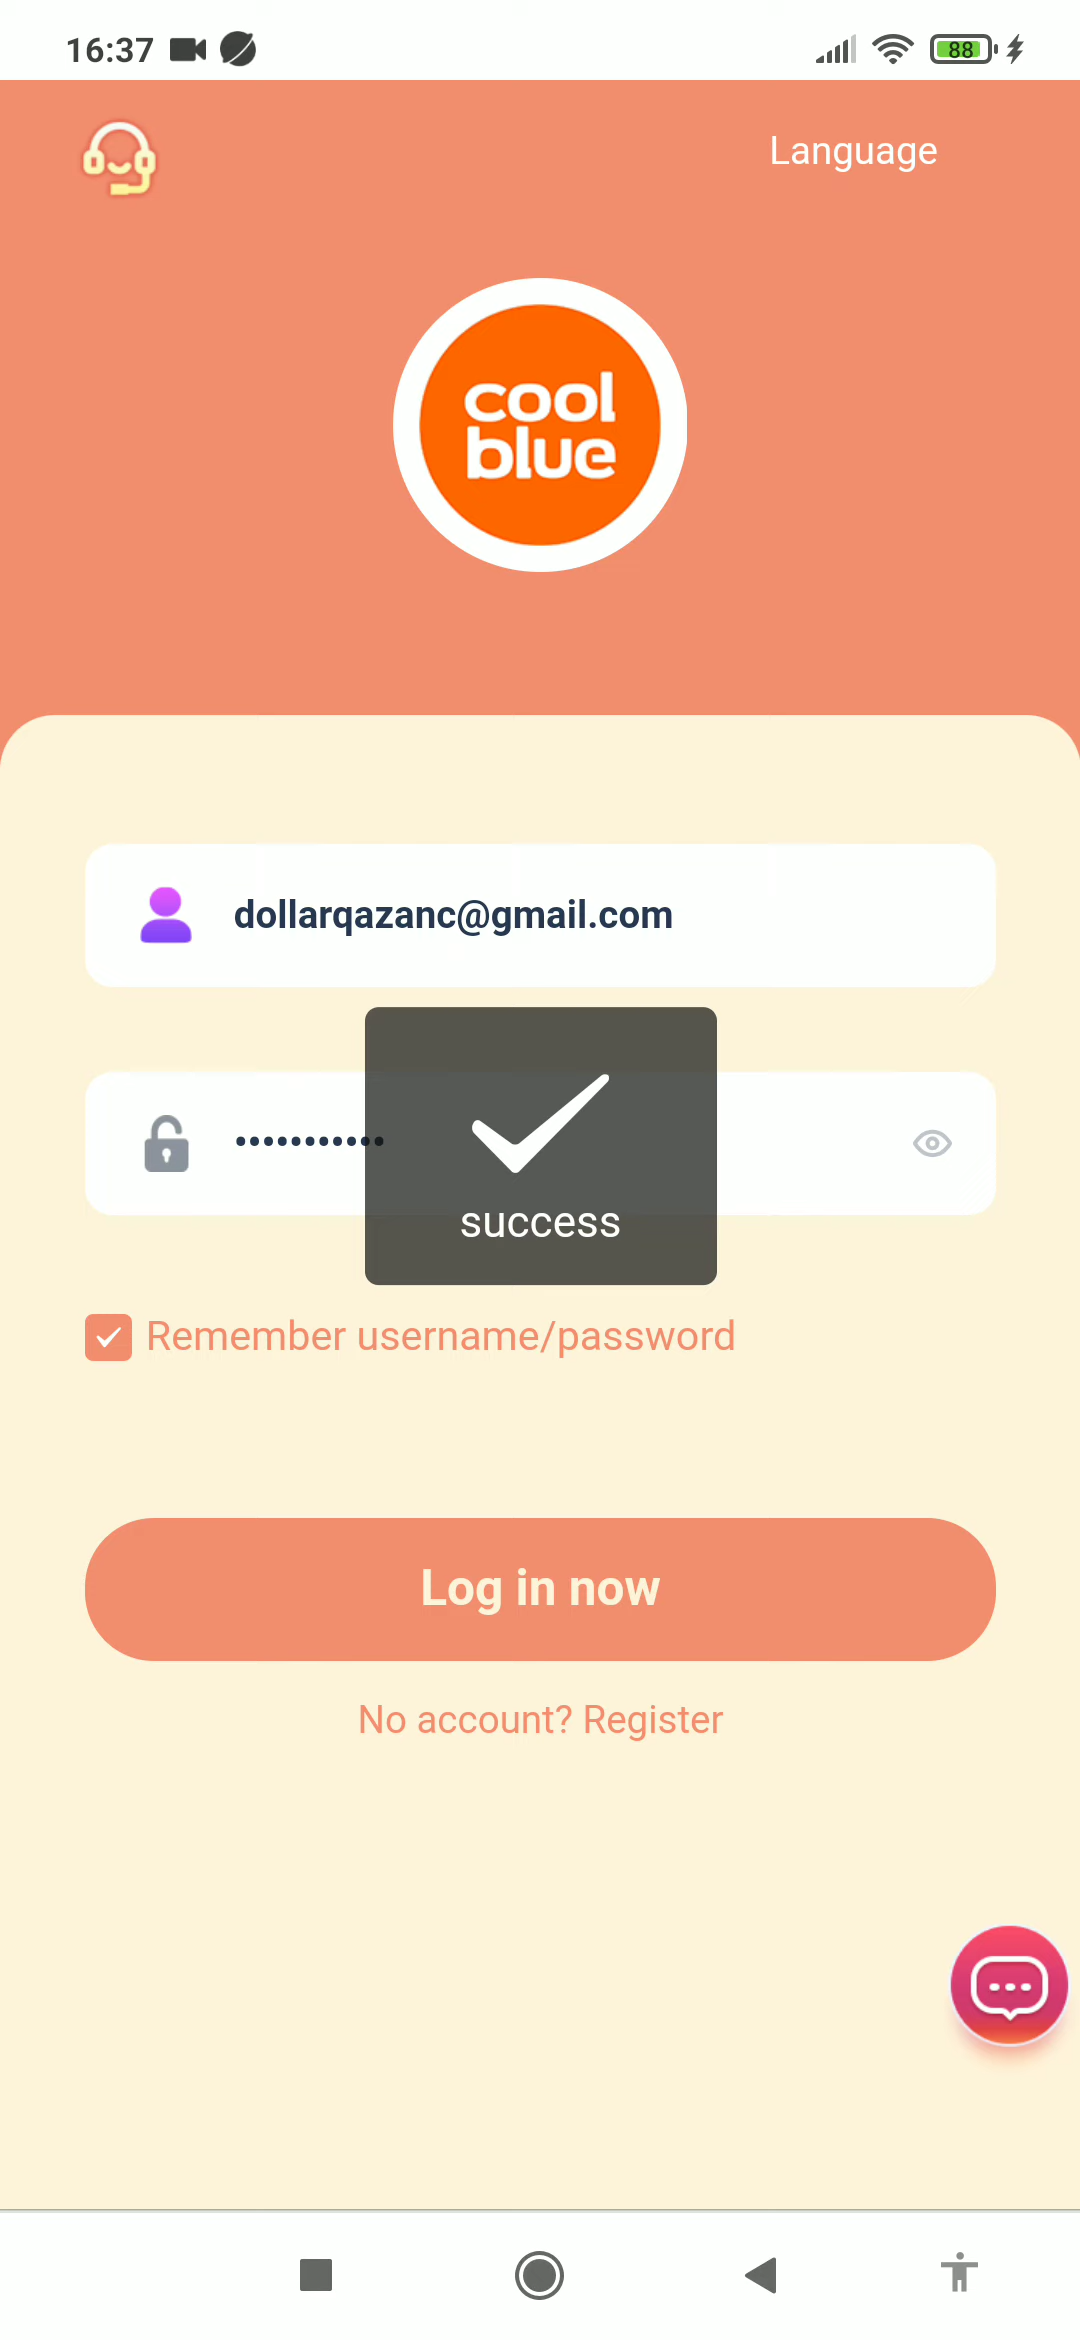 16:37
88
Language
cool
blue
dollarqazanc@gmail.com
•••••••••••
success
Remember username/password
Log in now
No account? Register